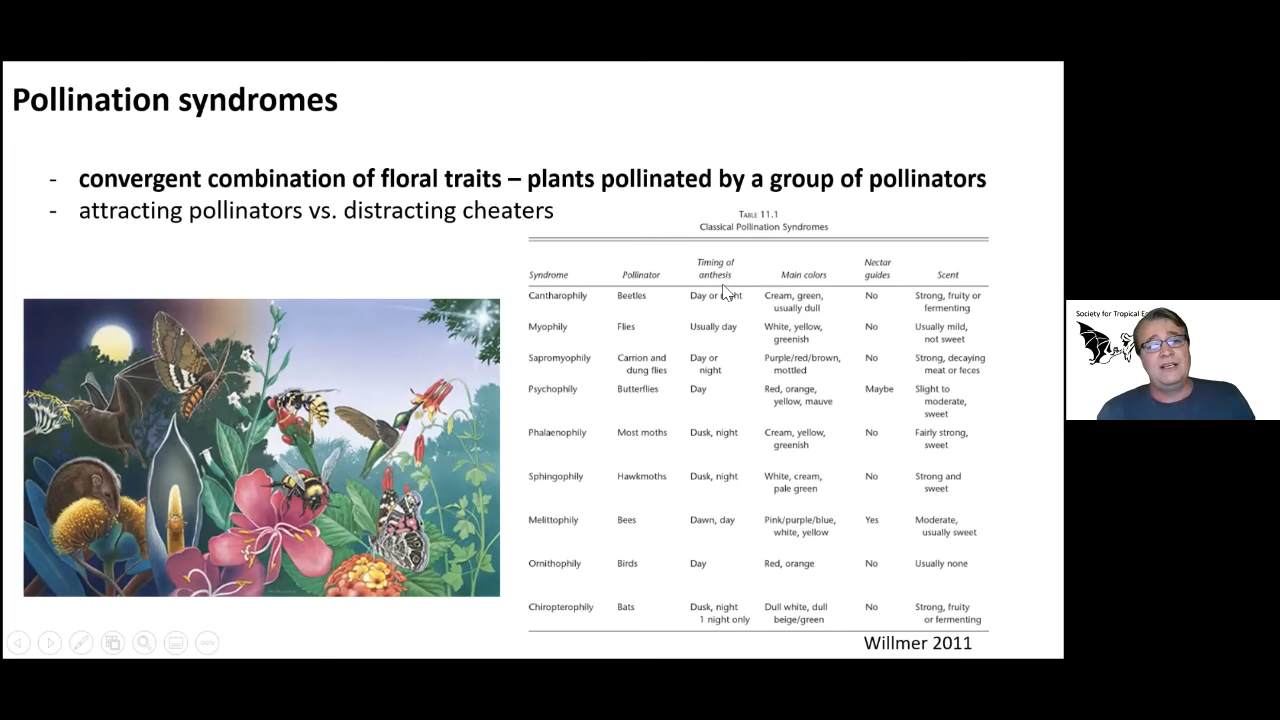 Pollination syndromes
- convergent combination of floral traits – plants pollinated by a group of pollinators
- attracting pollinators vs. distracting cheaters
TABLE 11.1
Classical Pollination Syndromes
Syndrome Pollinator Timing of anthesis Main colors Nectar guides Scent
Cantharophily Beetles Day or night Cream, green, usually dull No Strong, fruity or fermenting
Myophily Flies Usually day White, yellow, greenish No Usually mild, not sweet
Sapromyophily Carrion and dung flies Day or night Purple/red/brown, mottled No Strong, decaying meat or feces
Psychophily Butterflies Day Red, orange, yellow, mauve Maybe Slight to moderate, sweet
Phalaenophily Most moths Dusk, night Cream, yellow, greenish No Fairly strong, sweet
Sphingophily Hawkmoths Dusk, night White, cream, pale green No Strong and sweet
Melittophily Bees Dawn, day Pink/purple/blue, white, yellow Yes Moderate, usually sweet
Ornithophily Birds Day Red, orange No Usually none
Chiropterophily Bats Dusk, night 1 night only Dull white, dull beige/green No Strong, fruity or fermenting
Willmer 2011
Society for Tropical